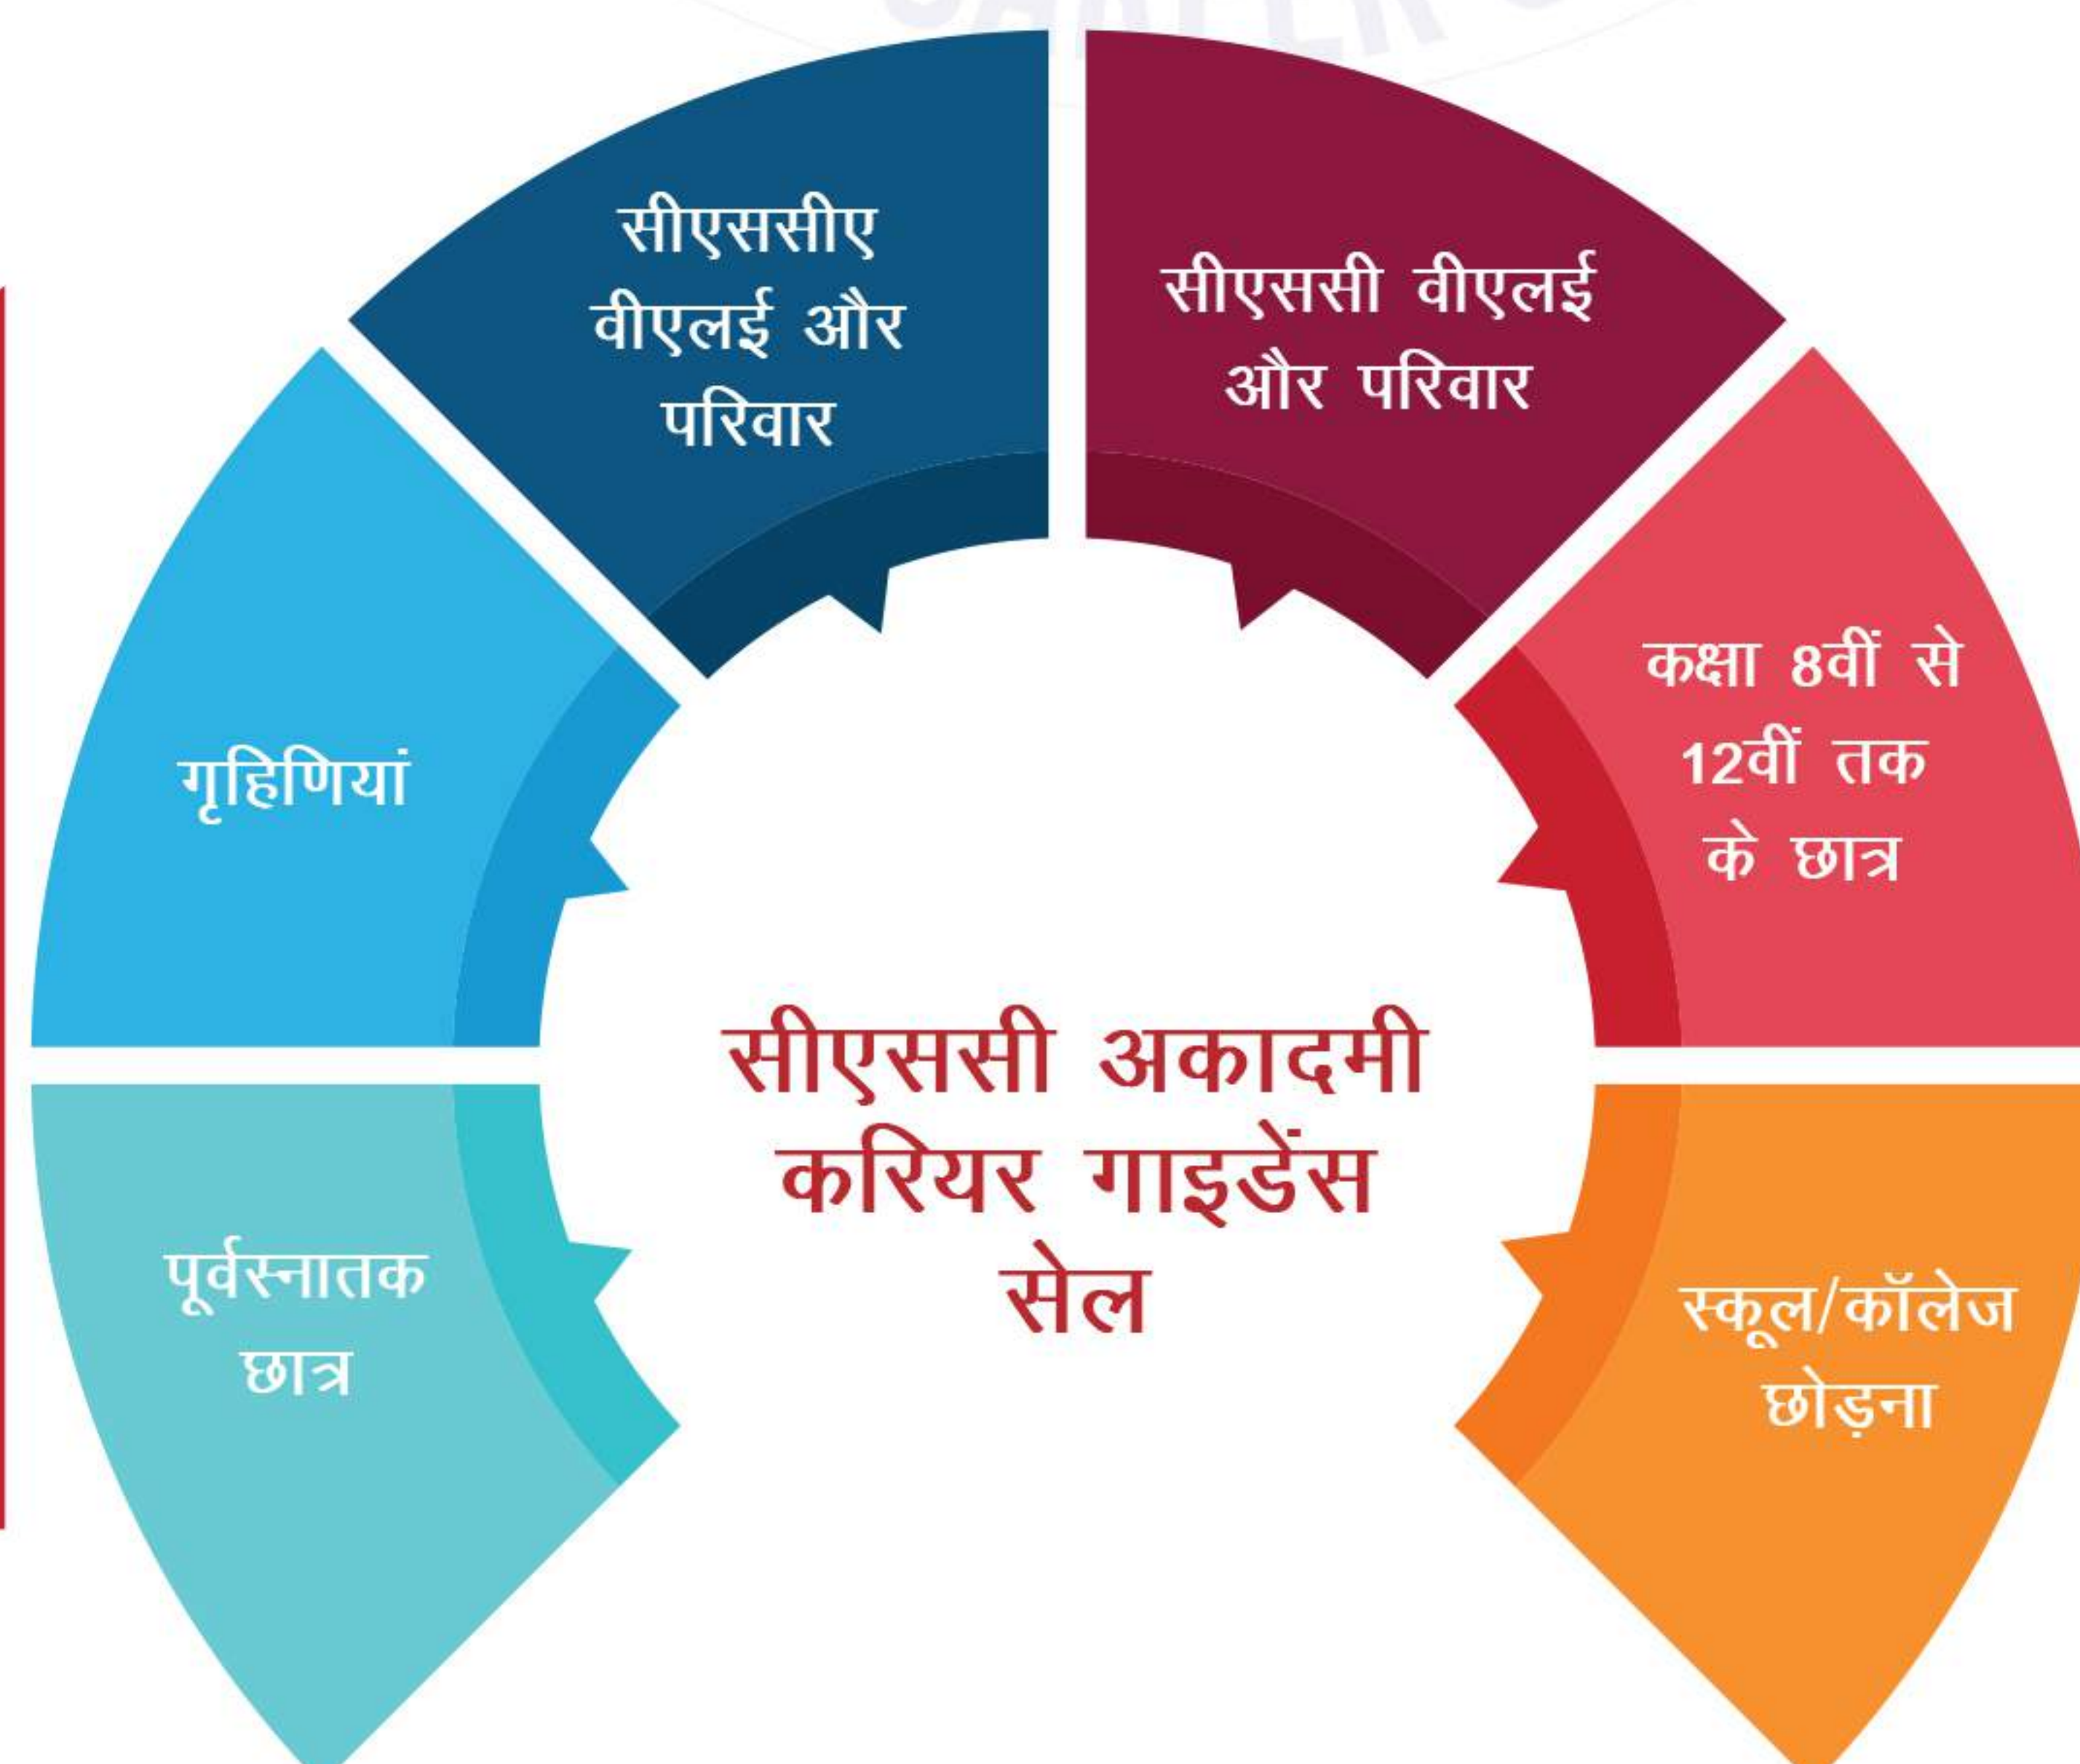 सीएससीए
वीएलई और
परिवार
सीएससी वीएलई
और परिवार
गृहिणियां
कक्षा 8वीं से
12वीं तक
के छात्र
सीएससी अकादमी
करियर गाइडेंस
सेल
पूर्वस्नातक
छात्र
स्कूल/कॉलेज
छोड़ना